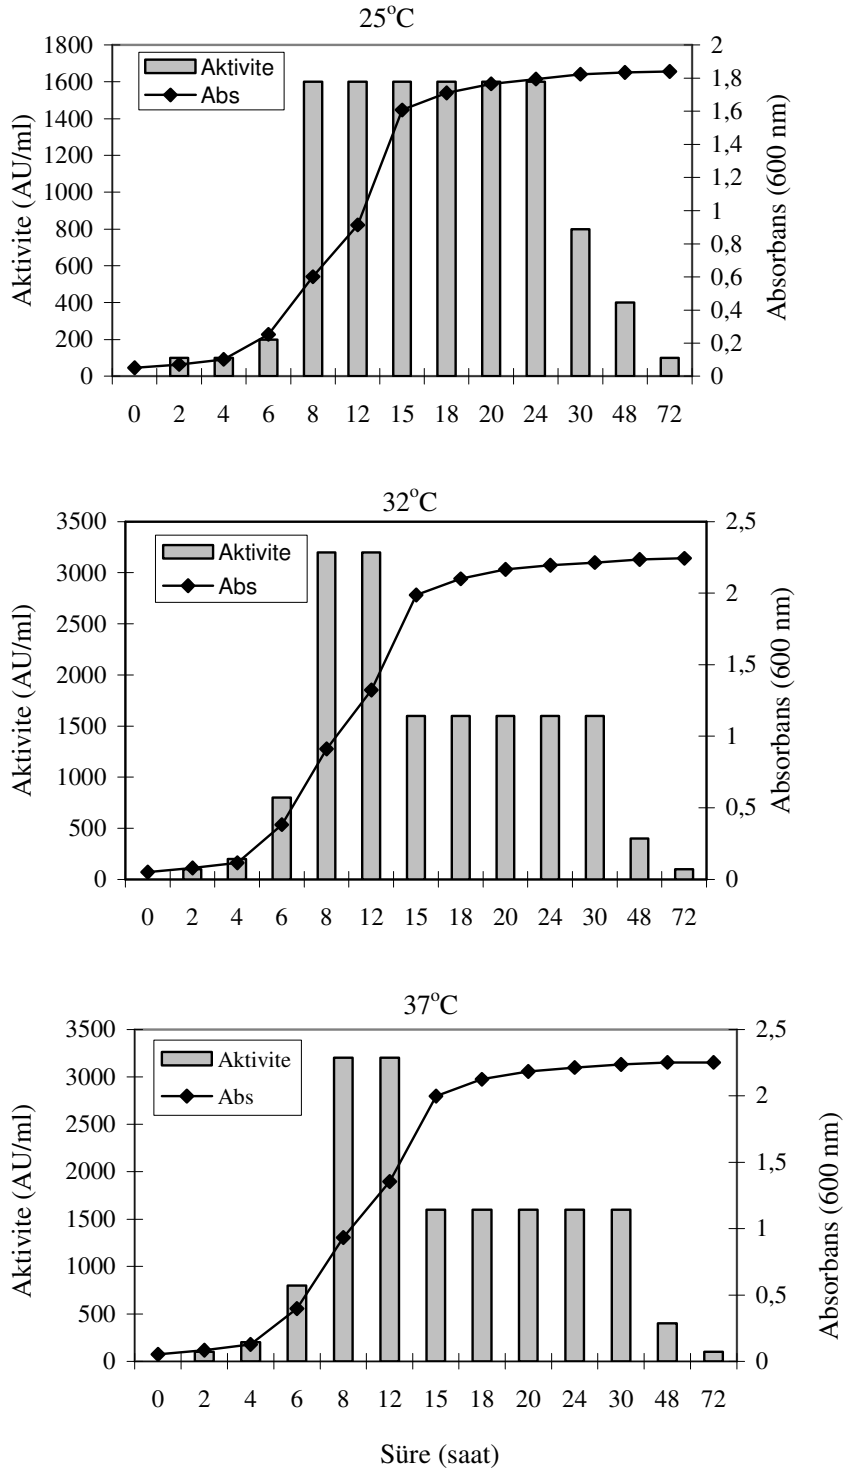 25°C
Aktivite (AU/ml)
1800
1600
1400
1200
1000
800
600
400
200
0
Aktivite
Abs
2
1,8
1,6
1,4
1,2
1
0,8
0,6
0,4
0,2
0
Absorbans (600 nm)
0 2 4 6 8 12 15 18 20 24 30 48 72
32°C
Aktivite (AU/ml)
3500
3000
2500
2000
1500
1000
500
0
Aktivite
Abs
2,5
2
1,5
1
0,5
0
Absorbans (600 nm)
0 2 4 6 8 12 15 18 20 24 30 48 72
37°C
Aktivite (AU/ml)
3500
3000
2500
2000
1500
1000
500
0
Aktivite
Abs
2,5
2
1,5
1
0,5
0
Absorbans (600 nm)
0 2 4 6 8 12 15 18 20 24 30 48 72
Süre (saat)